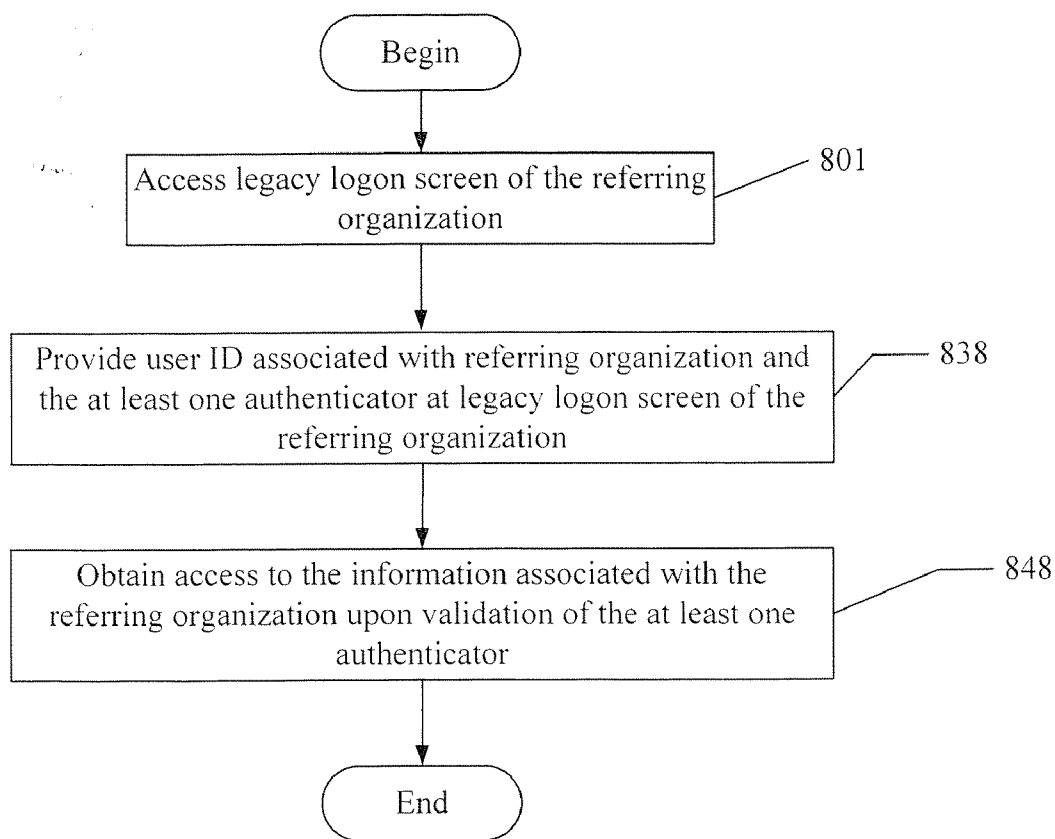 Begin
Access legacy logon screen of the referring
organization
801
Provide user ID associated with referring organization and
the at least one authenticator at legacy logon screen of the
referring organization
838
Obtain access to the information associated with the
referring organization upon validation of the at least one
authenticator
848
End